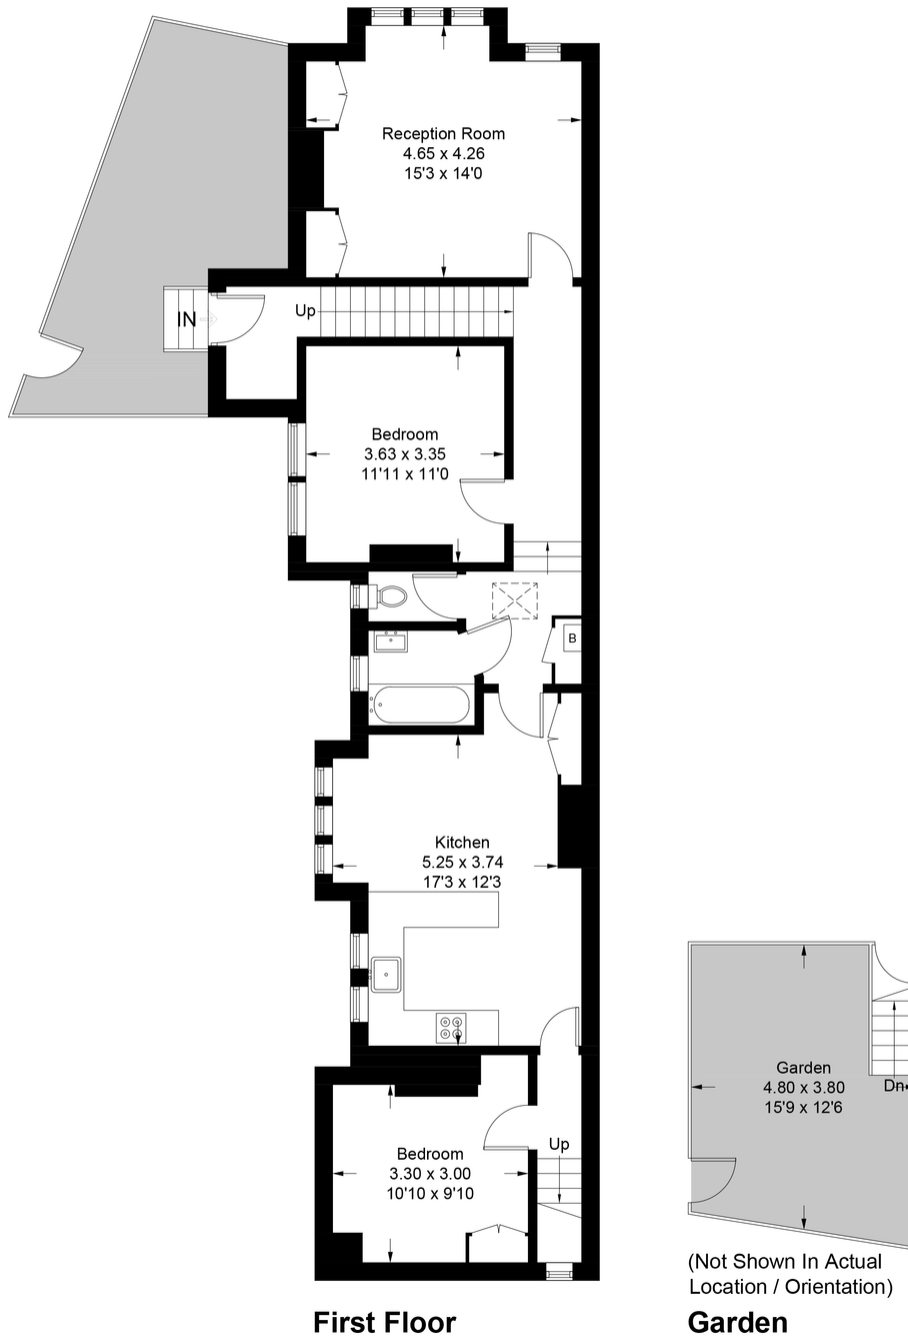 Reception Room
4.65 x 4.26
15'3 x 14'0
IN
Up
Bedroom
3.63 x 3.35
11'11 x 11'0
B
Kitchen
5.25 x 3.74
17'3 x 12'3
Bedroom
3.30 x 3.00
10'10 x 9'10
Up
First Floor
Garden
4.80 x 3.80
15'9 x 12'6
Dn
(Not Shown In Actual
Location / Orientation)
Garden